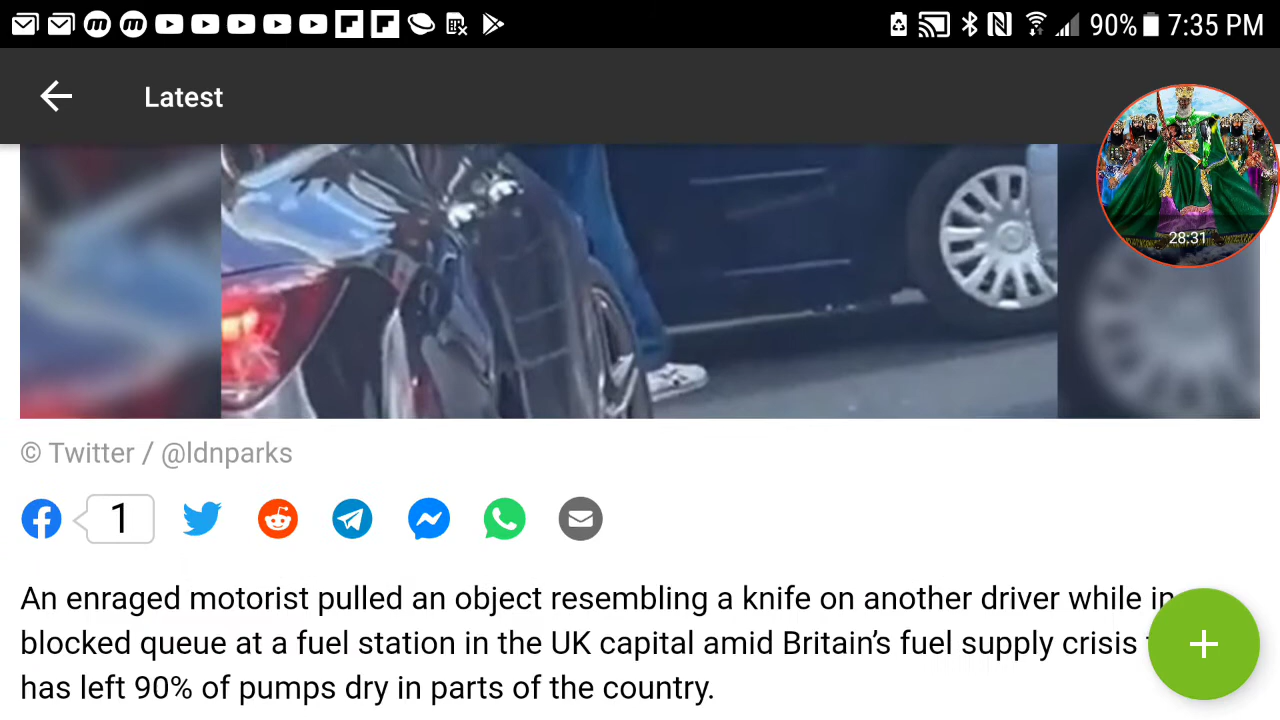 90% 7:35 PM
Latest
28:31
© Twitter / @ldnparks
1
An enraged motorist pulled an object resembling a knife on another driver while in
blocked queue at a fuel station in the UK capital amid Britain’s fuel supply crisis
has left 90% of pumps dry in parts of the country.